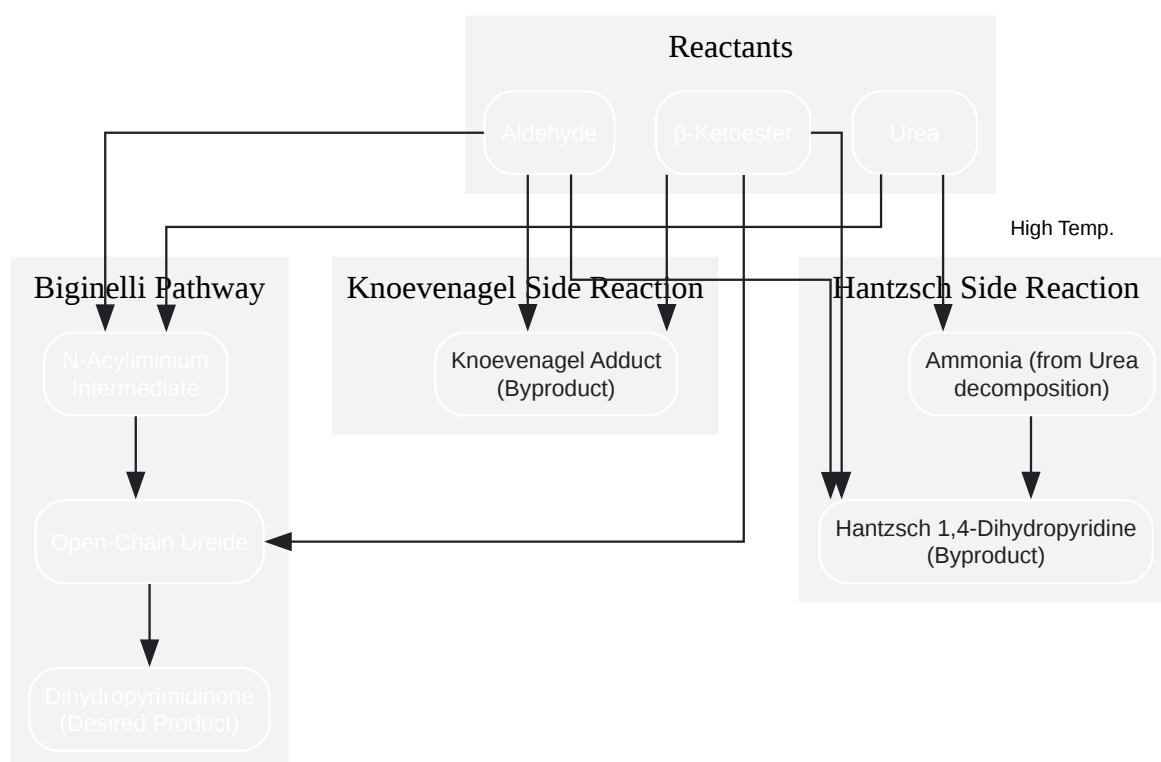 Reactants
Aldehyde
β-Ketoester
Urea
High Temp.
Biginelli Pathway
Knoevenagel Side Reaction
Hantzsch Side Reaction
N-Acyliminium
Intermediate
Knoevenagel Adduct
(Byproduct)
Ammonia (from Urea
decomposition)
Open-Chain Ureide
Hantzsch 1,4-Dihydropyridine
(Byproduct)
Dihydropyrimidinone
(Desired Product)